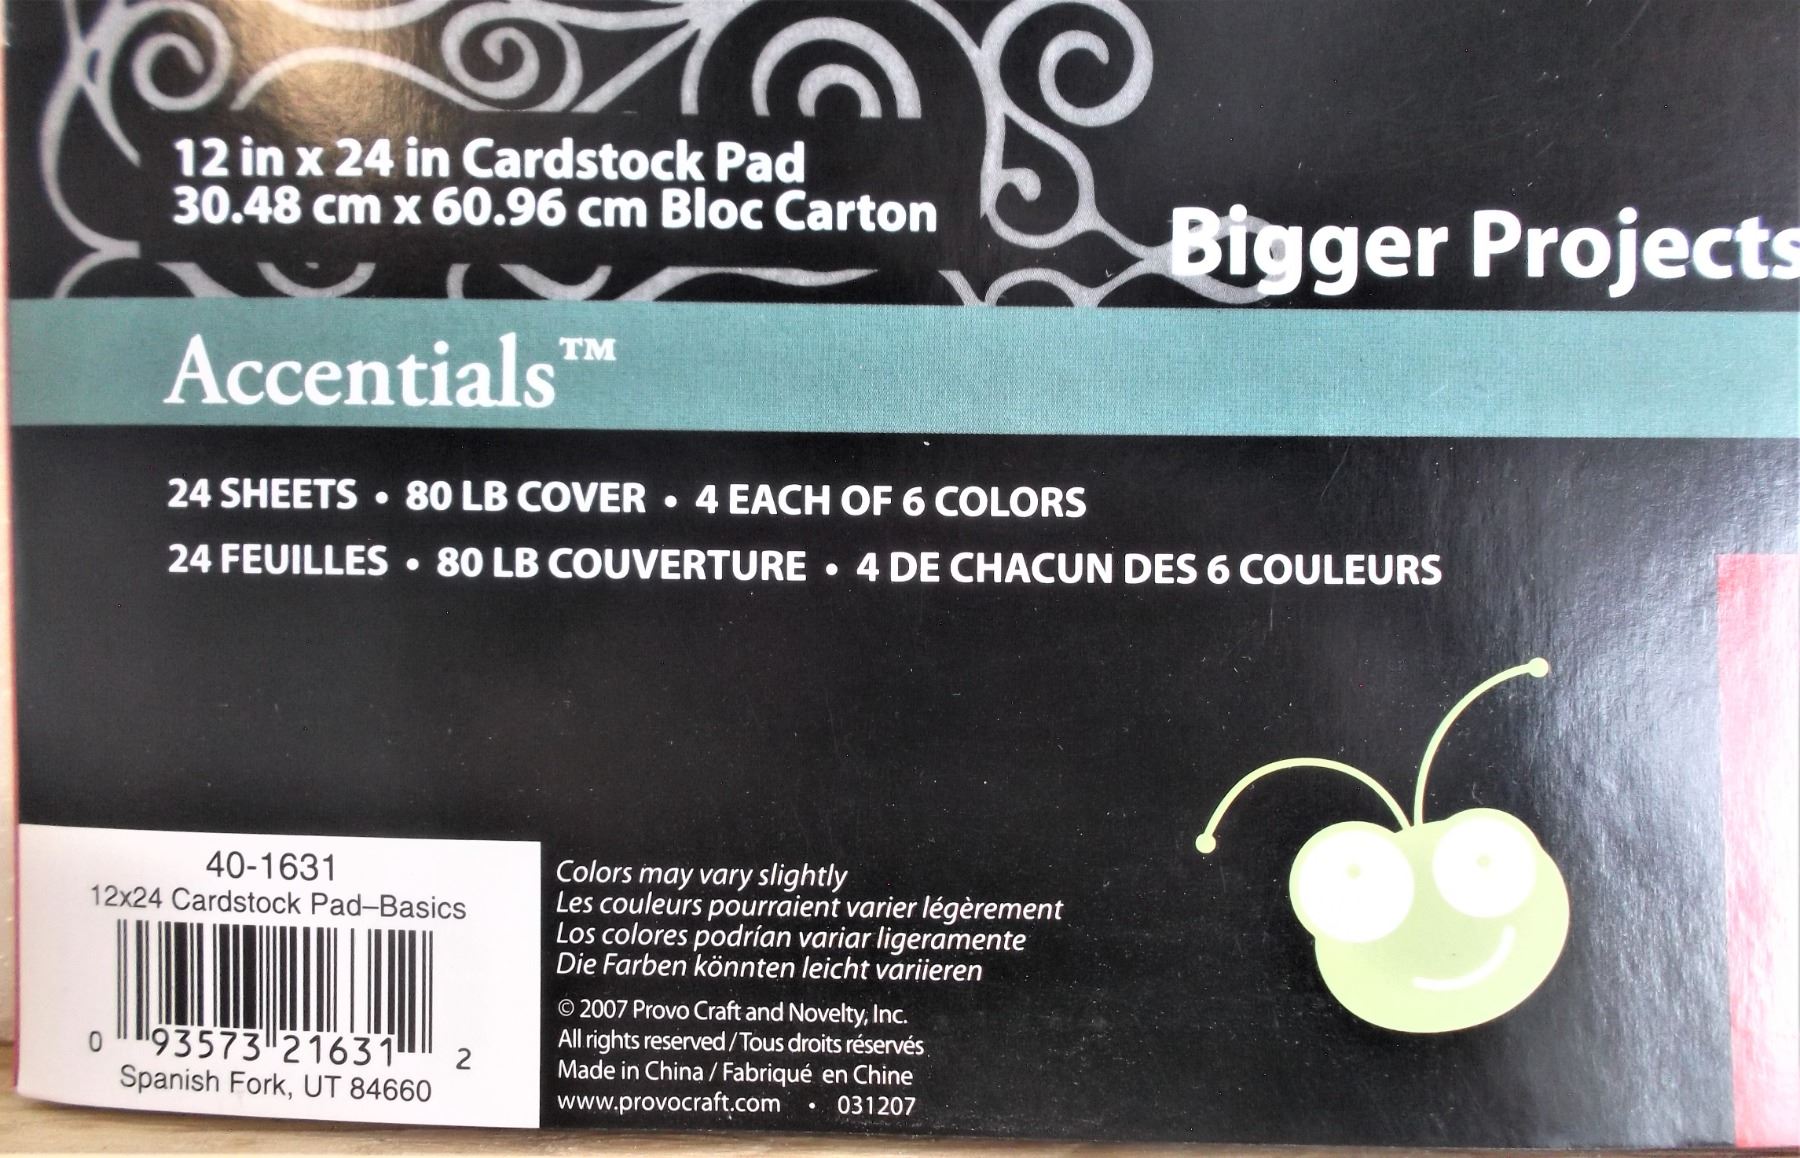 12 in x 24 in Cardstock Pad
30.48 cm x 60.96 cm Bloc Carton
Bigger Projects
Accentials™
24 SHEETS • 80 LB COVER • 4 EACH OF 6 COLORS
24 FEUILLES • 80 LB COUVERTURE • 4 DE CHACUN DES 6 COULEURS
40-1631
12x24 Cardstock Pad–Basics
0 93573 21631 2
Spanish Fork, UT 84660
Colors may vary slightly
Les couleurs pourraient varier légèrement
Los colores podrían variar ligeramente
Die Farben könnten leicht variieren
© 2007 Provo Craft and Novelty, Inc.
All rights reserved / Tous droits réservés
Made in China / Fabriqué en Chine
www.provocraft.com • 031207